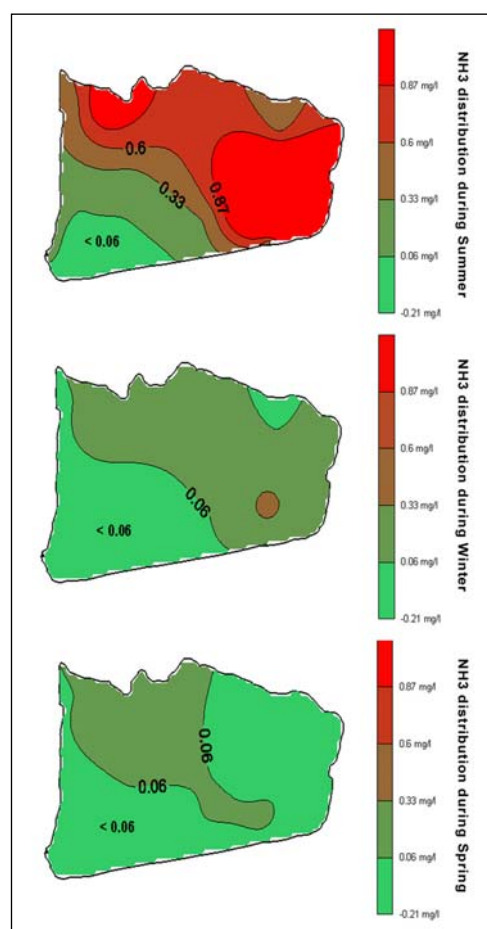 0.6
0.33
0.87
< 0.06
0.87 mg/l
0.6 mg/l
0.33 mg/l
0.06 mg/l
-0.21 mg/l
NH3 distribution during Summer
0.06
< 0.06
0.87 mg/l
0.6 mg/l
0.33 mg/l
0.06 mg/l
-0.21 mg/l
NH3 distribution during Winter
0.06
0.06
< 0.06
0.87 mg/l
0.6 mg/l
0.33 mg/l
0.06 mg/l
-0.21 mg/l
NH3 distribution during Spring